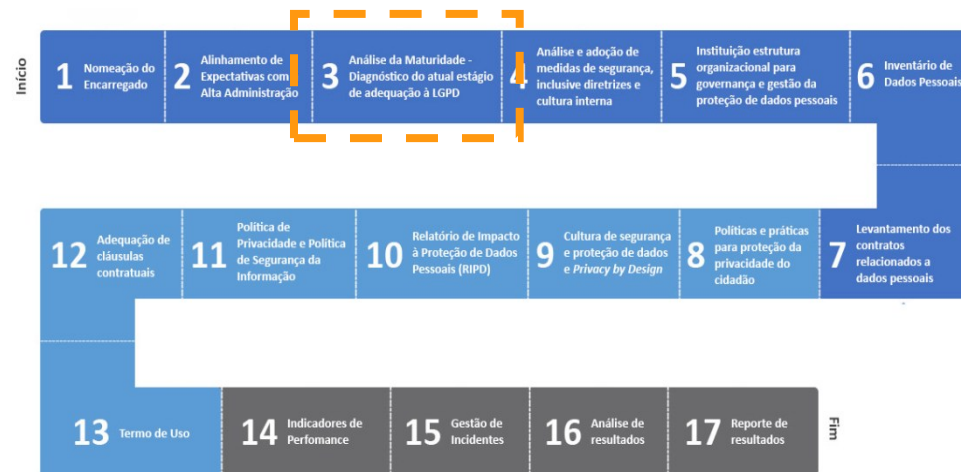 Início
1 Nomeação do
Encarregado
2 Alinhamento de
Expectativas com
Alta Administração
3 Análise da Maturidade -
Diagnóstico do atual estágio
de adequação à LGPD
4 Análise e adoção de
medidas de segurança,
inclusive diretrizes e
cultura interna
5 Instituição estrutura
organizacional para
governança e gestão da
proteção de dados pessoais
6 Inventário de
Dados Pessoais
7 Levantamento dos
contratos
relacionados a
dados pessoais
8 Políticas e práticas
para proteção da
privacidade do
cidadão
9 Cultura de segurança
e proteção de dados
e Privacy by Design
10 Relatório de Impacto
à Proteção de Dados
Pessoais (RIPD)
11 Política de
Privacidade e Política
de Segurança da
Informação
12 Adequação de
cláusulas
contratuais
13 Termo de Uso
14 Indicadores de
Perfomance
15 Gestão de
Incidentes
16 Análise de
resultados
17 Reporte de
resultados
Fim